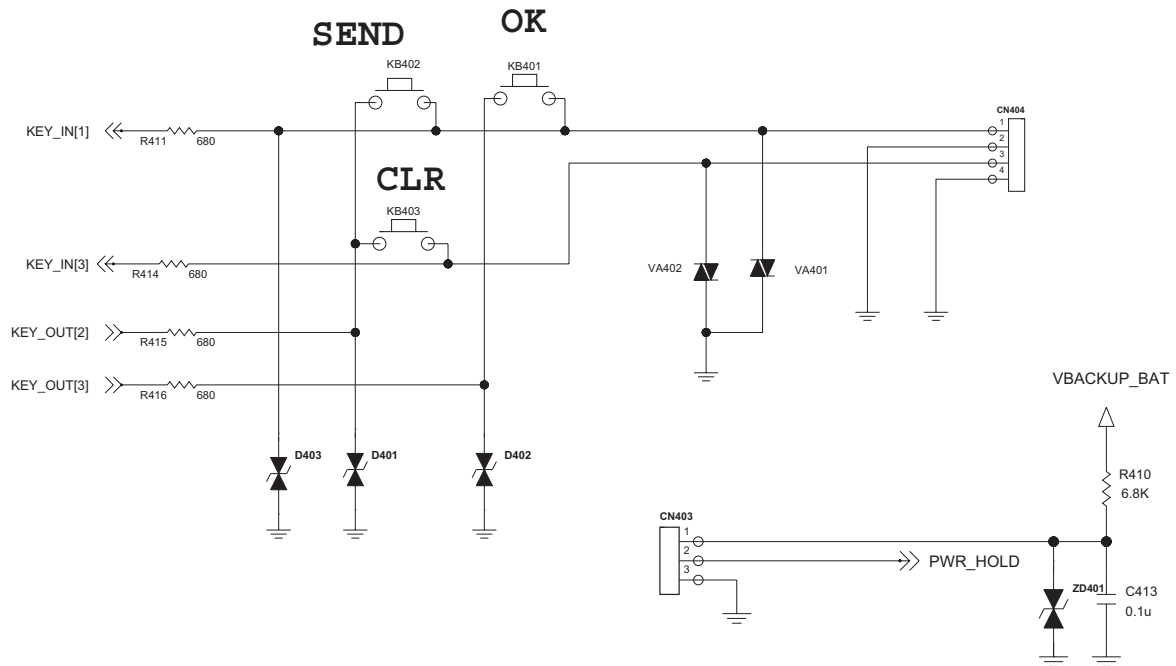 SEND
OK
KB402
KB401
KEY_IN[1]
R411
680
CN404
1
2
3
4
CLR
KB403
KEY_IN[3]
R414
680
VA402
VA401
KEY_OUT[2]
R415
680
KEY_OUT[3]
R416
680
VBACKUP_BAT
D403
D401
D402
R410
6.8K
CN403
1
2
3
PWR_HOLD
ZD401
C413
0.1u